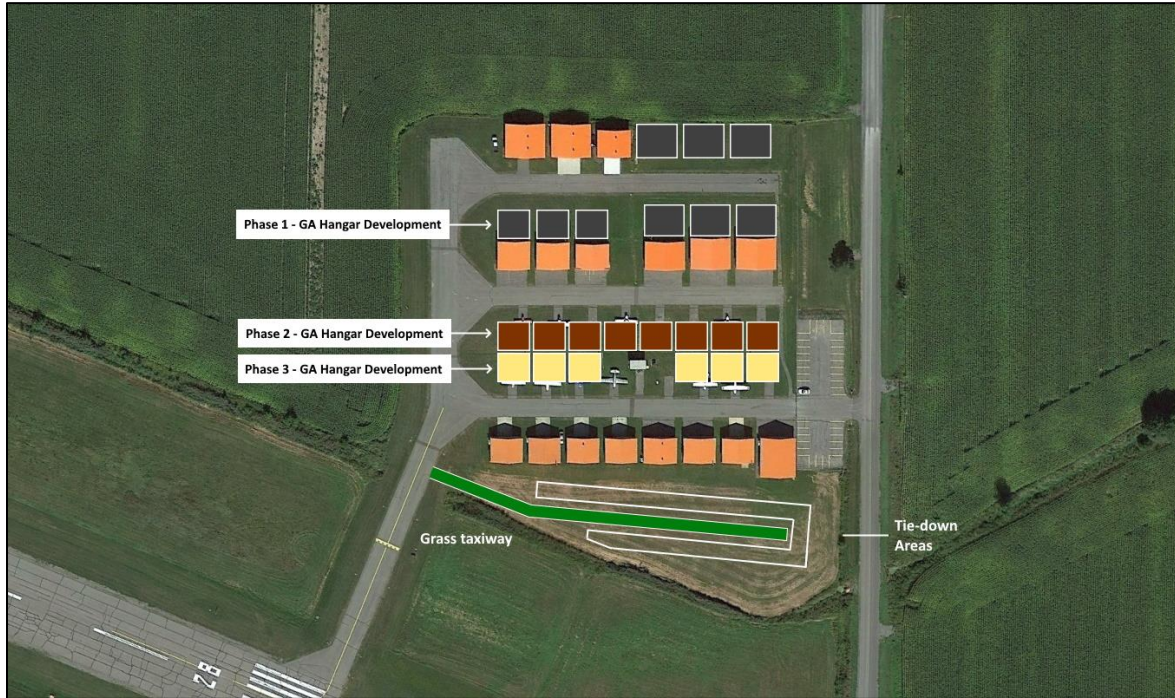 Phase 1 - GA Hangar Development
Phase 2 - GA Hangar Development
Phase 3 - GA Hangar Development
Grass taxiway
Tie-down
Areas
28